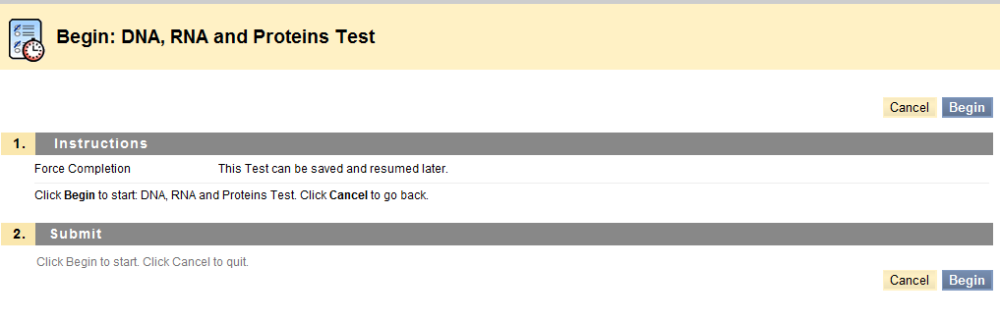 Begin: DNA, RNA and Proteins Test
Cancel Begin
1. Instructions
Force Completion This Test can be saved and resumed later.
Click Begin to start: DNA, RNA and Proteins Test. Click Cancel to go back.
2. Submit
Click Begin to start. Click Cancel to quit.
Cancel Begin